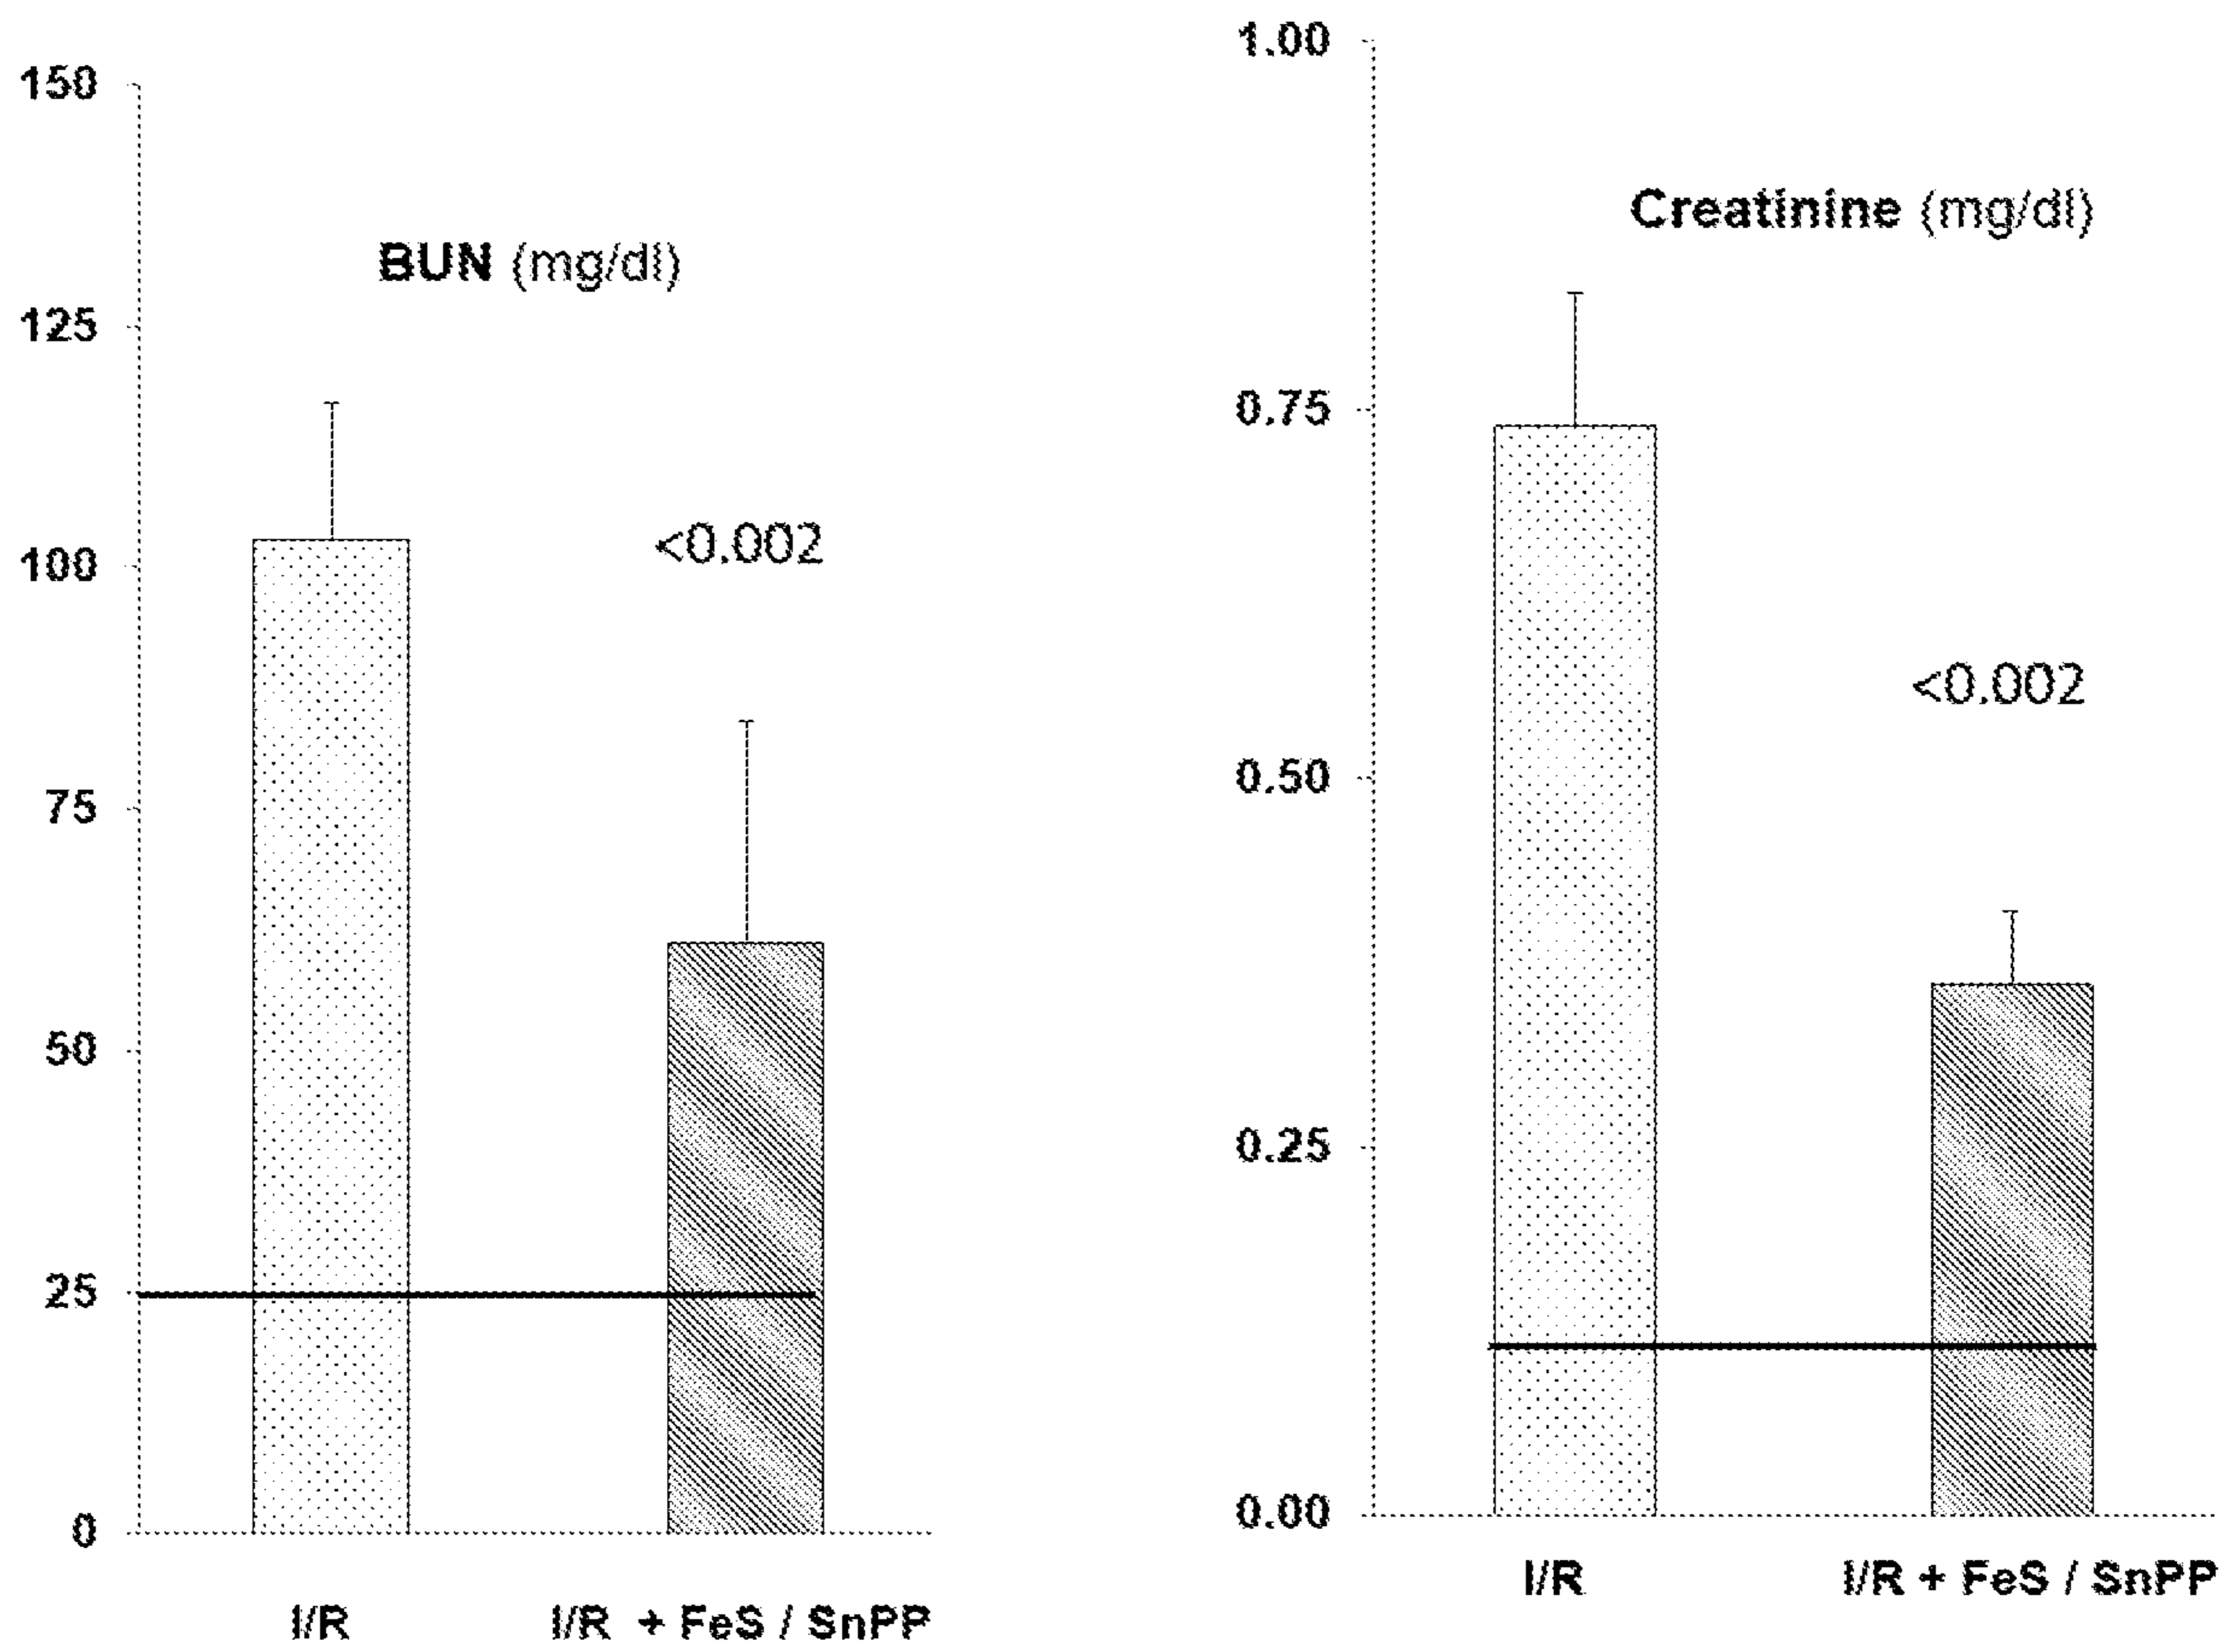 BUN (mg/dl)
150
125
100
75
50
25
0
<0.002
I/R
I/R + FeS / SnPP
Creatinine (mg/dl)
1.00
0.75
0.50
0.25
0.00
<0.002
I/R
I/R + FeS / SnPP